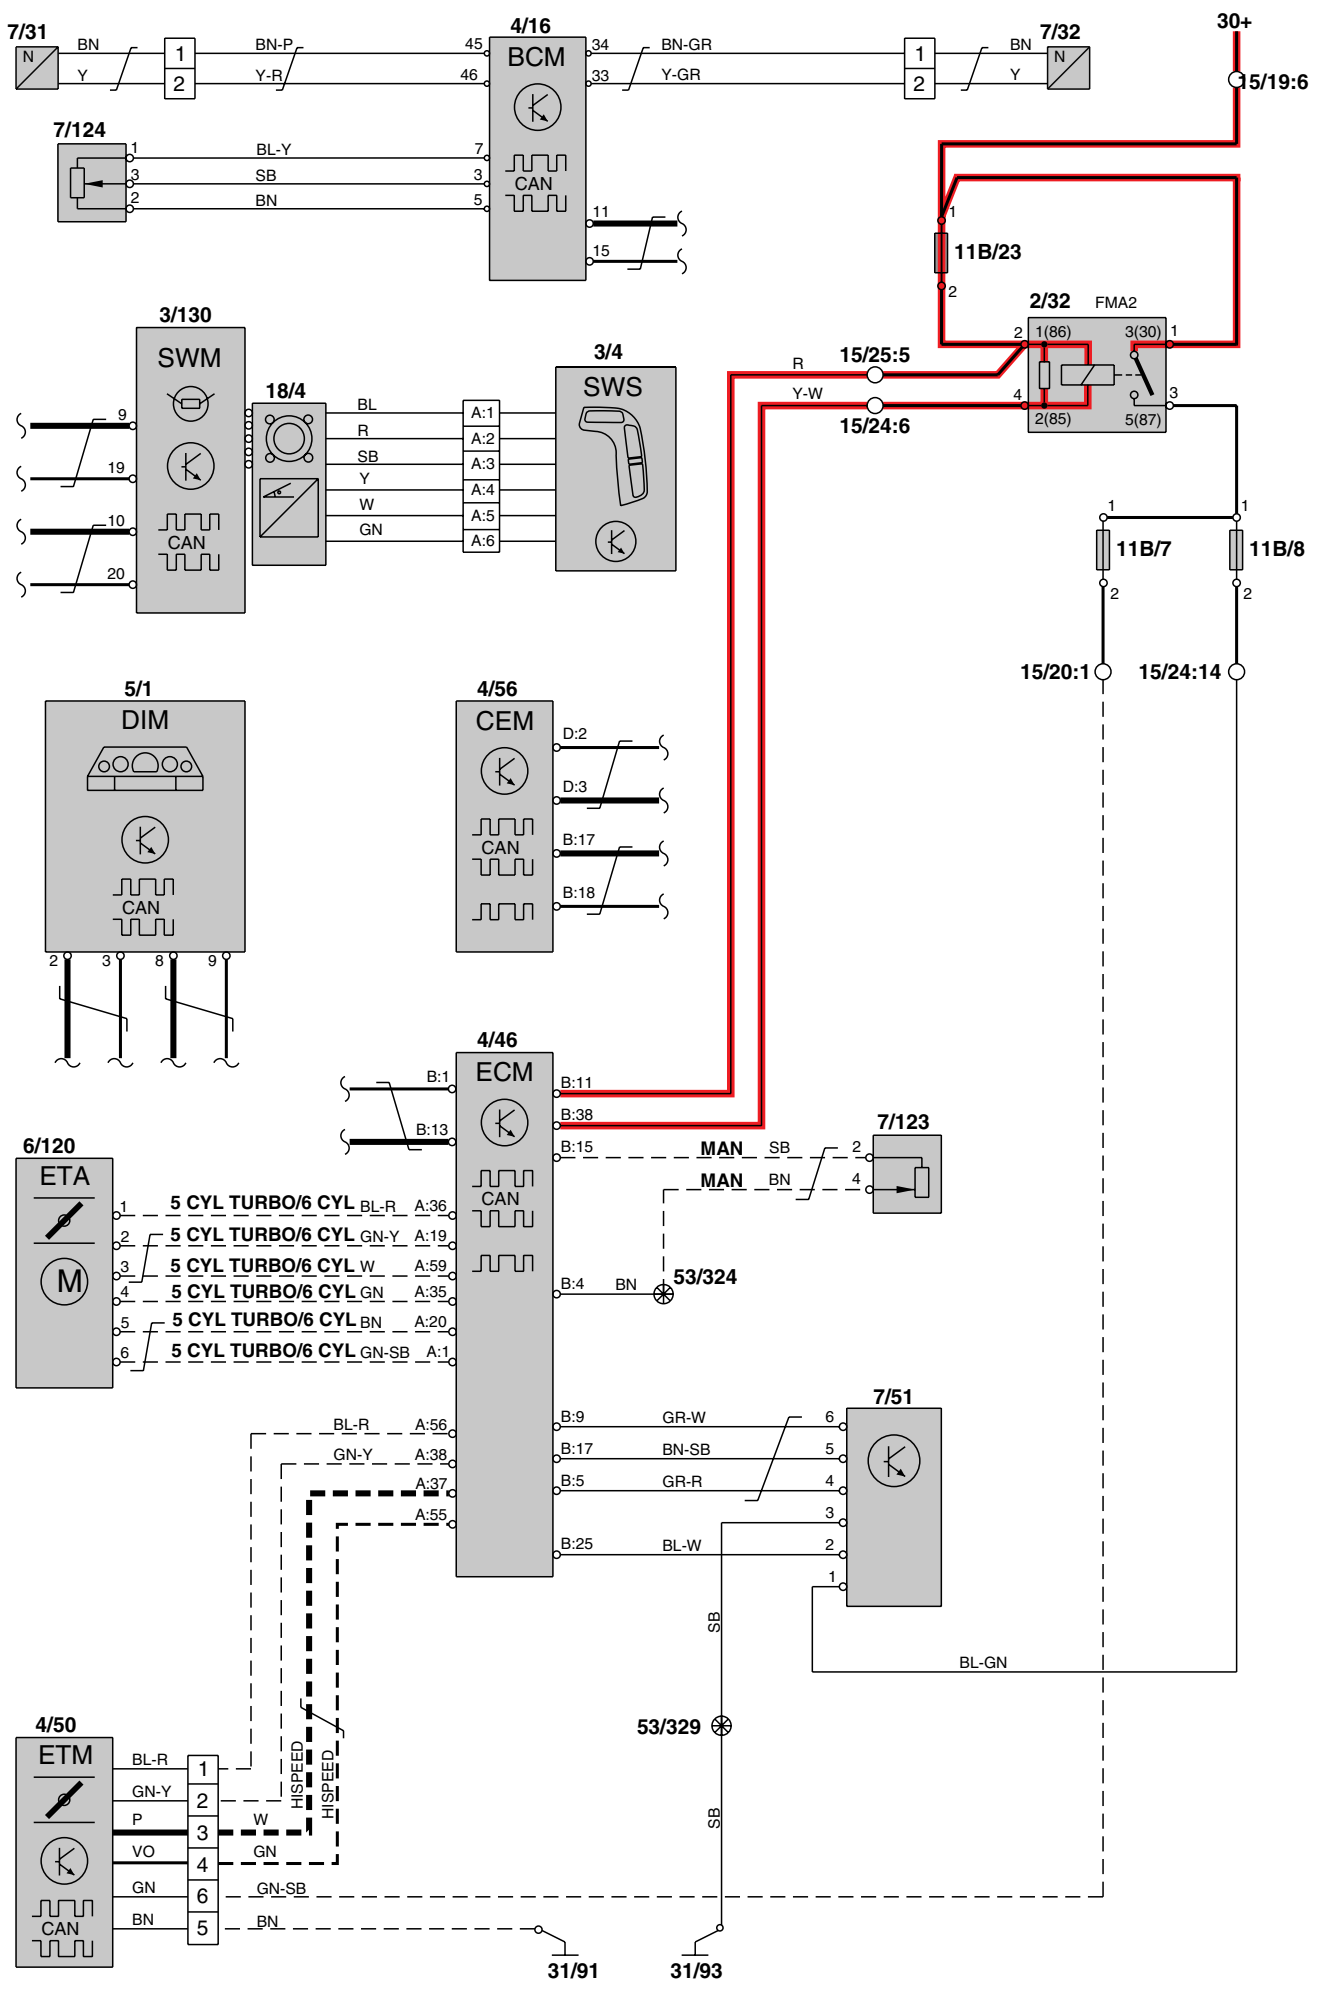 7/31
4/16
7/32
30+
N BN 1 BN-P 45 BCM 34 BN-GR 1 BN N
Y 2 Y-R 46 33 Y-GR 2 Y
15/19:6
7/124
1 BL-Y 7
3 SB 3 CAN
2 BN 5
11
15
1
11B/23
2
3/130
SWM
2/32 FMA2
2 1(86) 3(30) 1
4 2(85) 5(87) 3
R 15/25:5
Y-W
15/24:6
18/4
3/4
SWS
9
19
10
20
CAN
BL A:1
R A:2
SB A:3
Y A:4
W A:5
GN A:6
1 1
11B/7 11B/8
2 2
15/20:1 15/24:14
5/1
DIM
CAN
2 3 8 9
4/56
CEM
D:2
D:3
CAN
B:17
B:18
4/46
ECM
B:1
B:13
B:11
B:38
B:15 MAN SB 2
MAN BN 4
7/123
CAN
B:4 BN 53/324
6/120
ETA
M
1 5 CYL TURBO/6 CYL BL-R A:36
2 5 CYL TURBO/6 CYL GN-Y A:19
3 5 CYL TURBO/6 CYL W A:59
4 5 CYL TURBO/6 CYL GN A:35
5 5 CYL TURBO/6 CYL BN A:20
6 5 CYL TURBO/6 CYL GN-SB A:1
BL-R A:56
GN-Y A:38
A:37
A:55
7/51
B:9 GR-W 6
B:17 BN-SB 5
B:5 GR-R 4
3
B:25 BL-W 2
1
SB
BL-GN
53/329
SB
HISPEED
HISPEED
4/50
ETM
BL-R 1
GN-Y 2
P 3 W
VO 4 GN
GN 6 GN-SB
BN 5 BN
CAN
31/91
31/93